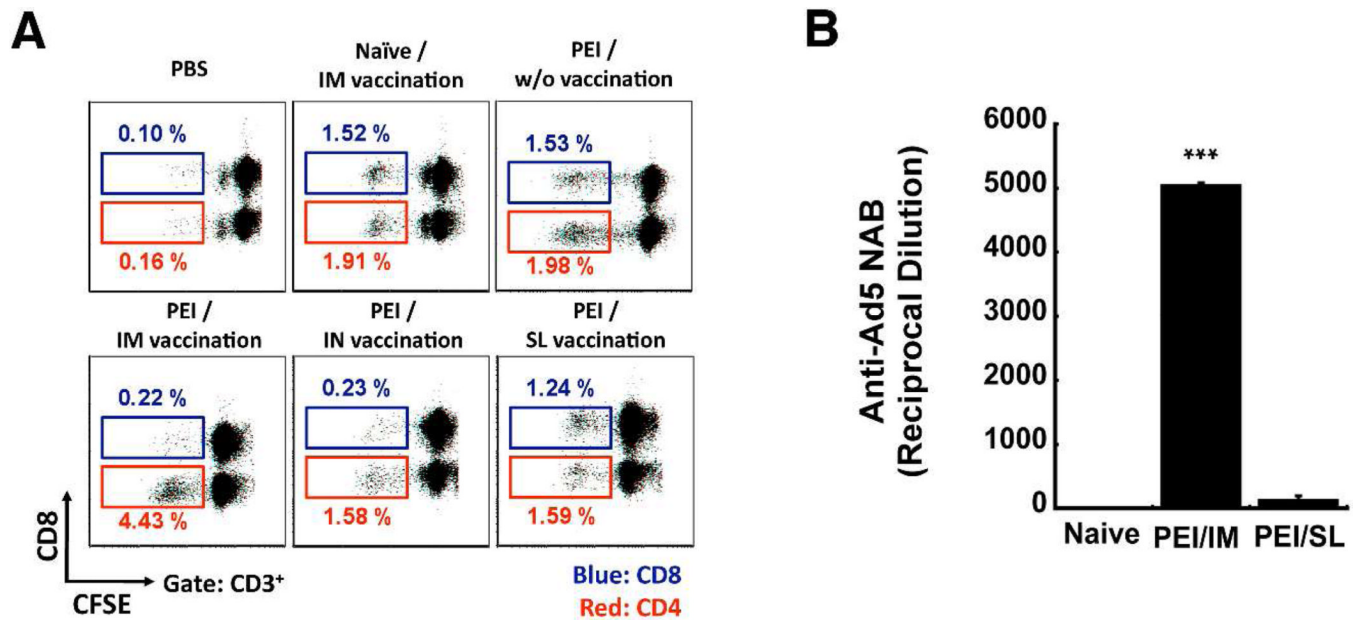 A
PBS
Naïve /
IM vaccination
PEI /
w/o vaccination
0.10 %
1.52 %
1.53 %
0.16 %
1.91 %
1.98 %
PEI /
IM vaccination
PEI /
IN vaccination
PEI /
SL vaccination
0.22 %
0.23 %
1.24 %
4.43 %
1.58 %
1.59 %
CD8
CFSE
Gate: CD3⁺
Blue: CD8
Red: CD4
B
Anti-Ad5 NAB
(Reciprocal Dilution)
6000
5000
4000
3000
2000
1000
0
***
Naive
PEI/IM
PEI/SL